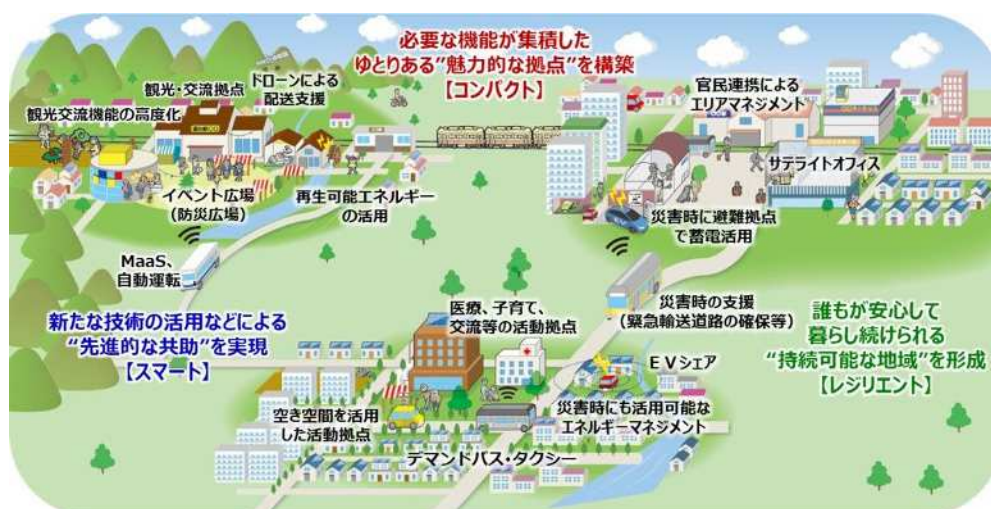 必要な機能が集積した
ゆとりある"魅力的な拠点"を構築
【コンパクト】
ドローンによる
配送支援
観光・交流拠点
観光交流機能の高度化
官民連携による
エリアマネジメント
サテライトオフィス
イベント広場
(防災広場)
再生可能エネルギー
の活用
災害時に避難拠点
で蓄電活用
MaaS、
自動運転
新たな技術の活用などによる
"先進的な共助"を実現
【スマート】
医療、子育て、
交流等の活動拠点
災害時の支援
(緊急輸送道路の確保等)
誰もが安心して
暮らし続けられる
"持続可能な地域"を形成
【レジリエント】
EVシェア
空き空間を活用
した活動拠点
災害時にも活用可能な
エネルギーマネジメント
デマンドバス・タクシー